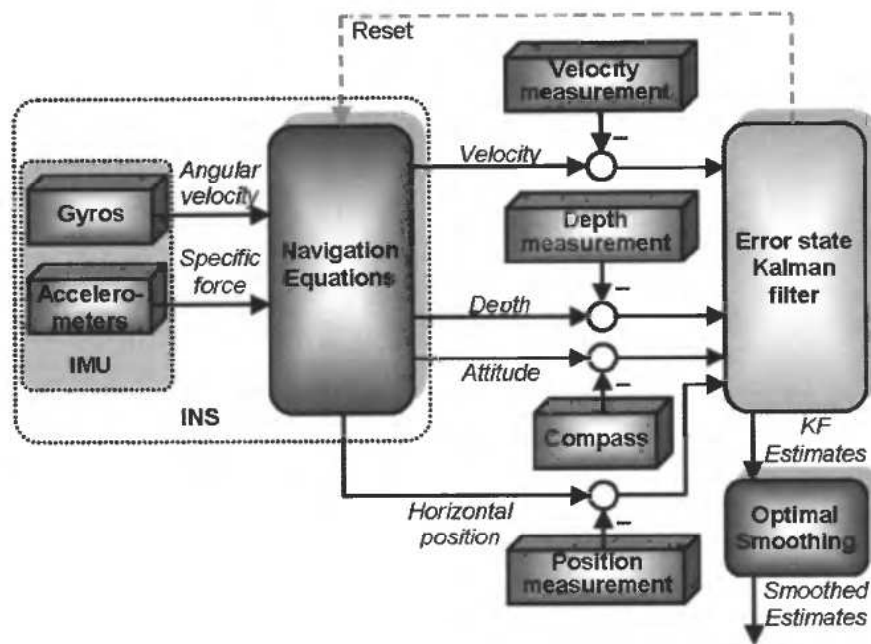 Reset
Velocity
measurement
Angular
velocity
Velocity
Gyros
Depth
measurement
Navigation
Equations
Error state
Kalman
filter
Specific
force
Accelero-
meters
Depth
IMU
Attitude
INS
Compass
KF
Estimates
Horizontal
position
Optimal
Smoothing
Position
measurement
Smoothed
Estimates